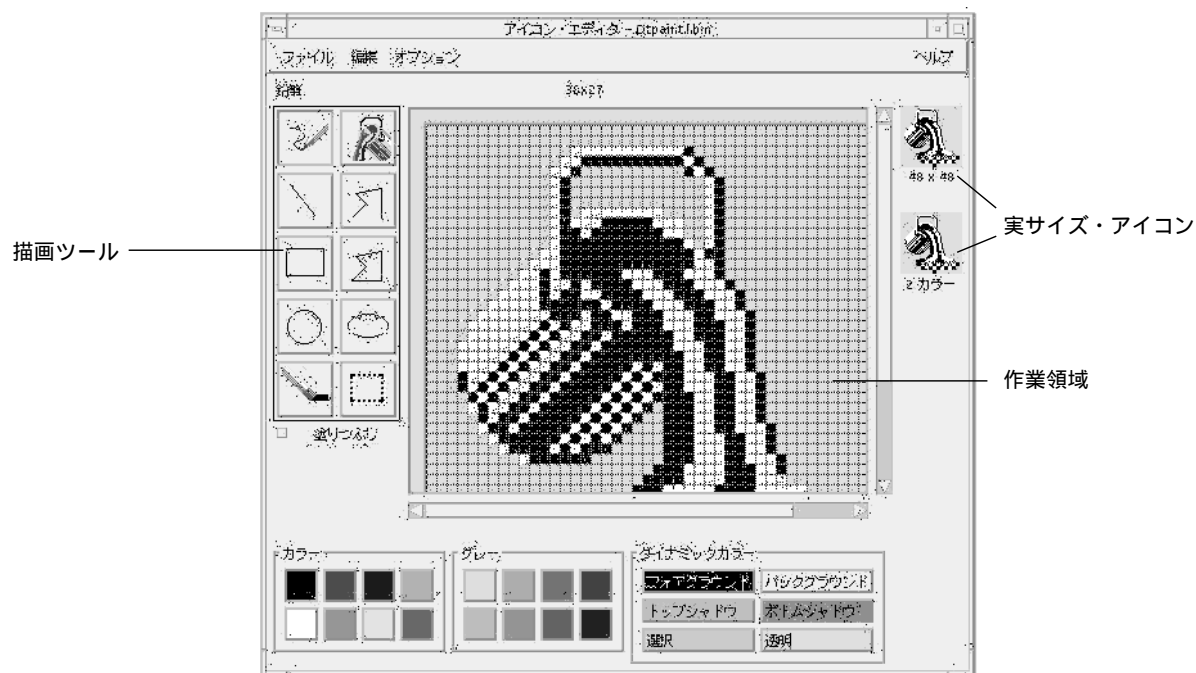 アイコン・エディター
ファイル 編集 オプション ヘルプ
鉛筆
48 x 48
実サイズ・アイコン
描画ツール
2 カラー
作業領域
塗りつぶし
カラー グレー ダイナミックカラー
フォアグラウンド バックグラウンド
トップシャドウ ボトムシャドウ
選択 透明